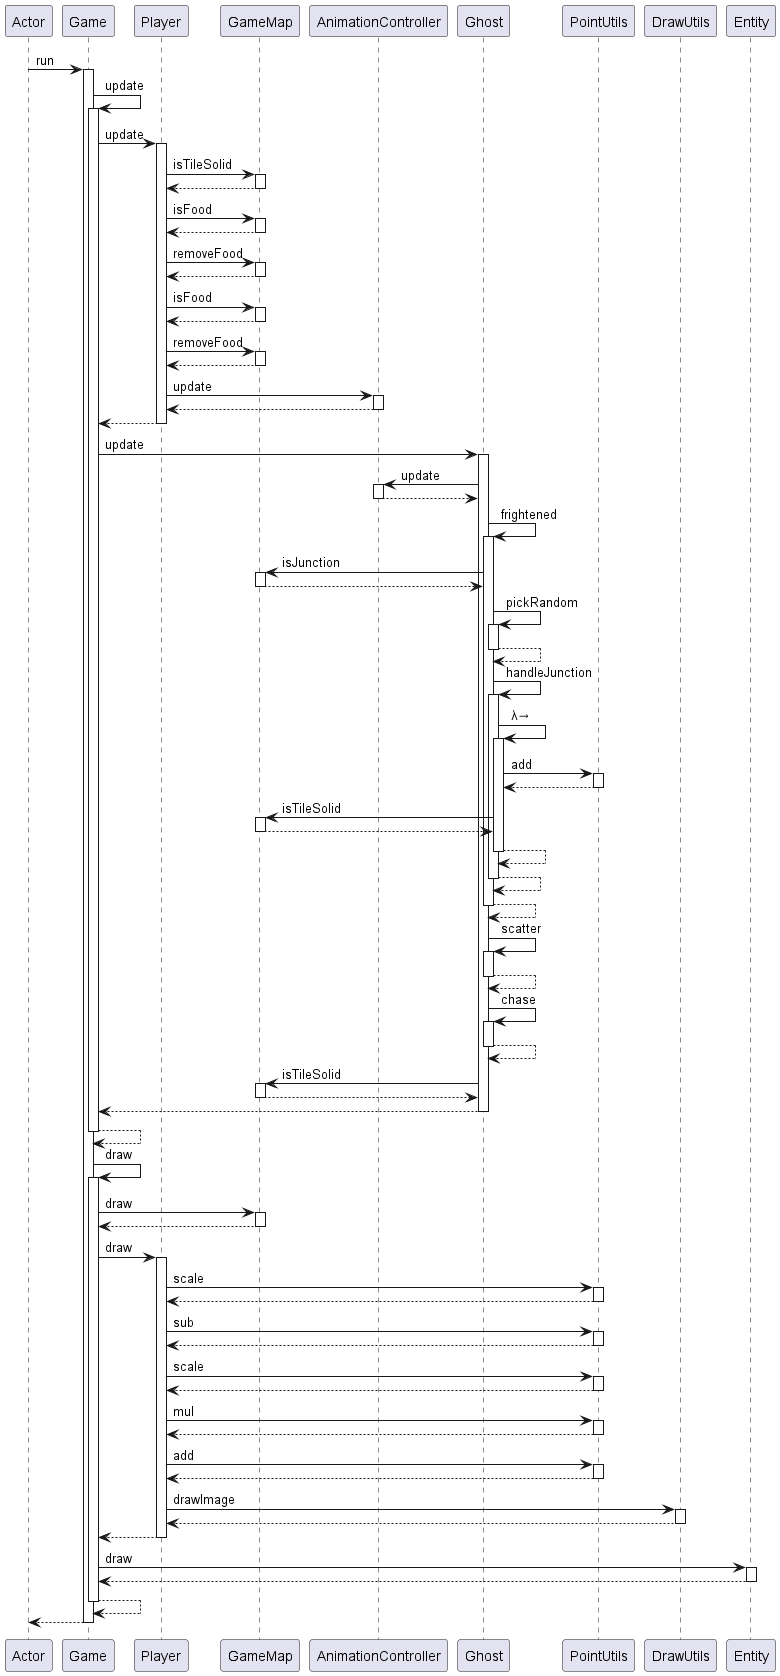 Actor Game Player GameMap AnimationController Ghost PointUtils DrawUtils Entity
run
update
update
isTileSolid
isFood
removeFood
isFood
removeFood
update
update
update
frightened
isJunction
pickRandom
handleJunction
λ→
add
isTileSolid
scatter
chase
isTileSolid
draw
draw
draw
scale
sub
scale
mul
add
drawImage
draw
Actor Game Player GameMap AnimationController Ghost PointUtils DrawUtils Entity